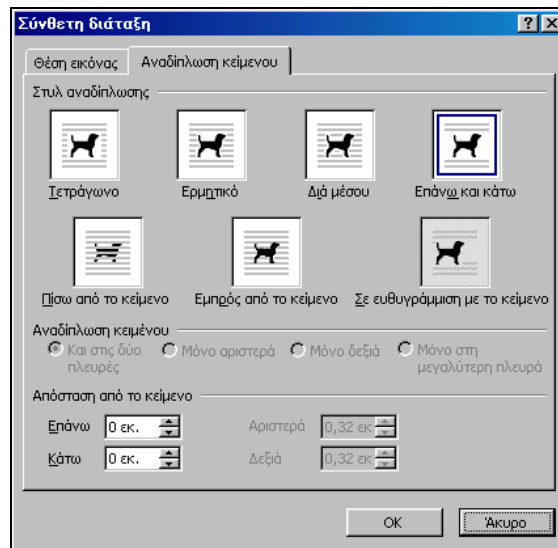 Σύνθετη διάταξη
Θέση εικόνας Αναδίπλωση κείμενου
Στυλ αναδίπλωσης
Τετράγωνο Ερμητικό Διά μέσου Επάνω και κάτω
Πίσω από το κείμενο Εμπρός από το κείμενο Σε ευθυγράμμιση με το κείμενο
Αναδίπλωση κειμένου
Και στις δύο πλευρές Μόνο αριστερά Μόνο δεξιά Μόνο στη μεγαλύτερη πλευρά
Απόσταση από το κείμενο
Επάνω 0 εκ. Αριστερά 0,32 εκ
Κάτω 0 εκ. Δεξιά 0,32 εκ
OK Άκυρο